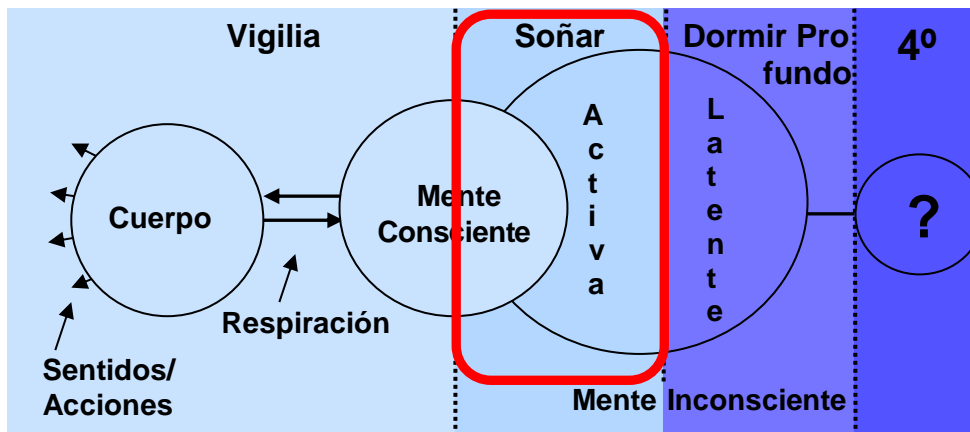 Vigilia
Soñar
Dormir Pro
fundo
4º
Cuerpo
Mente
Consciente
A
c
t
i
v
a
L
a
t
e
n
t
e
?
Respiración
Sentidos/
Acciones
Mente Inconsciente